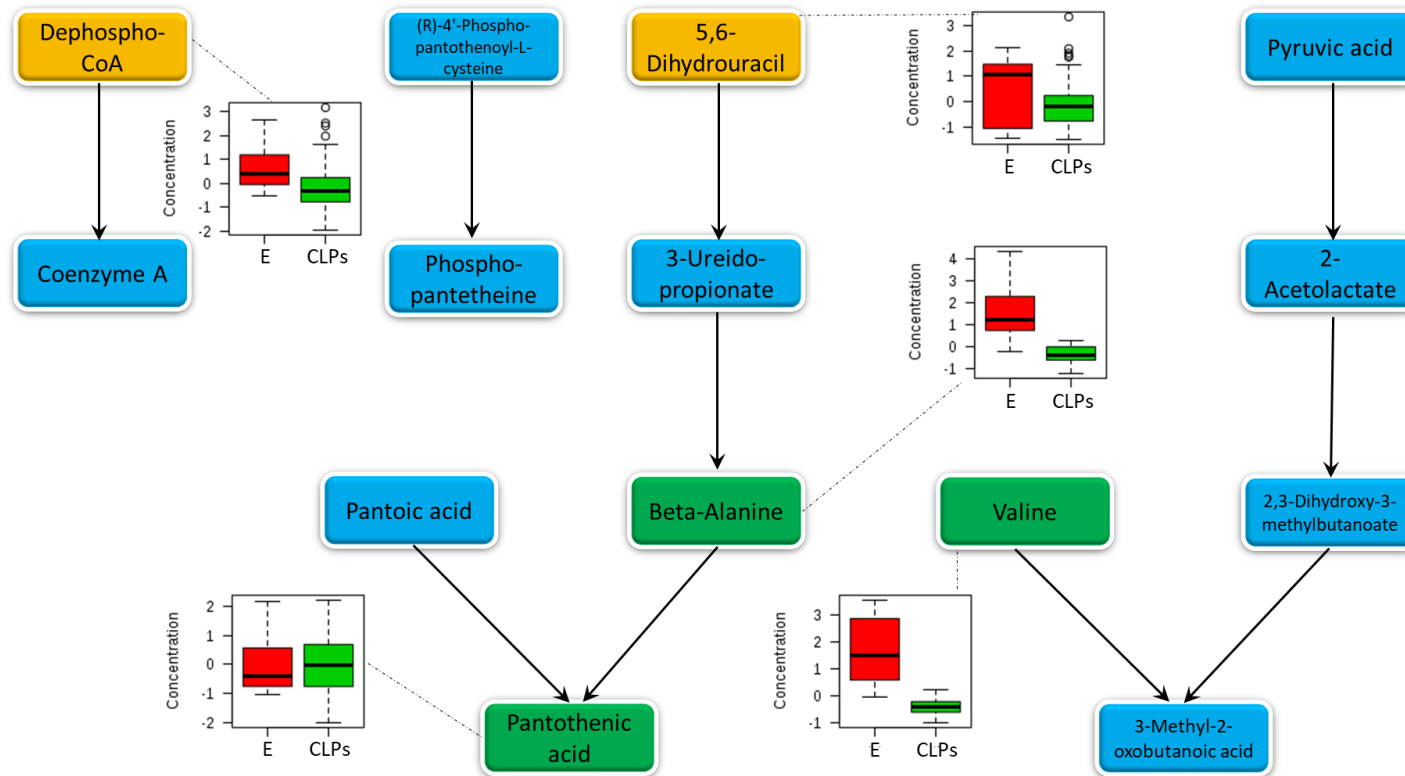 Dephospho-
CoA
(R)-4'-Phospho-
pantothenoyl-L-
cysteine
5,6-
Dihydrouracil
Concentration
3
2
1
0
-1
E
CLPs
Pyruvic acid
Concentration
3
2
1
0
-1
-2
E
CLPs
Coenzyme A
Phospho-
pantetheine
3-Ureido-
propionate
Concentration
4
3
2
1
0
-1
E
CLPs
2-
Acetolactate
Pantoic acid
Beta-Alanine
Valine
2,3-Dihydroxy-3-
methylbutanoate
Concentration
2
1
0
-1
-2
E
CLPs
Pantothenic
acid
Concentration
3
2
1
0
-1
E
CLPs
3-Methyl-2-
oxobutanoic acid